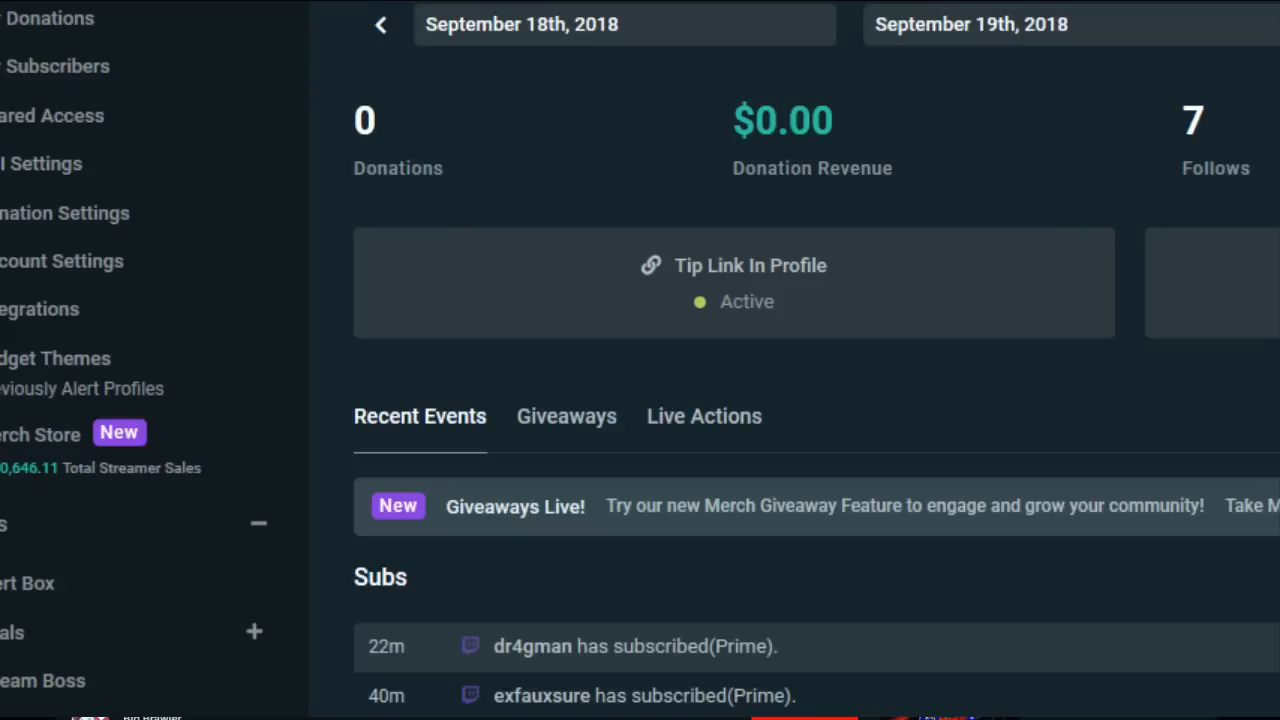 Donations
Subscribers
ared Access
I Settings
nation Settings
count Settings
egrations
dget Themes
eviously Alert Profiles
erch Store New
0,646.11 Total Streamer Sales
s
ert Box
als
eam Boss
September 18th, 2018
September 19th, 2018
0
Donations
$0.00
Donation Revenue
7
Follows
Tip Link In Profile
Active
Recent Events Giveaways Live Actions
New Giveaways Live! Try our new Merch Giveaway Feature to engage and grow your community! Take M
Subs
22m dr4gman has subscribed(Prime).
40m exfauxsure has subscribed(Prime).